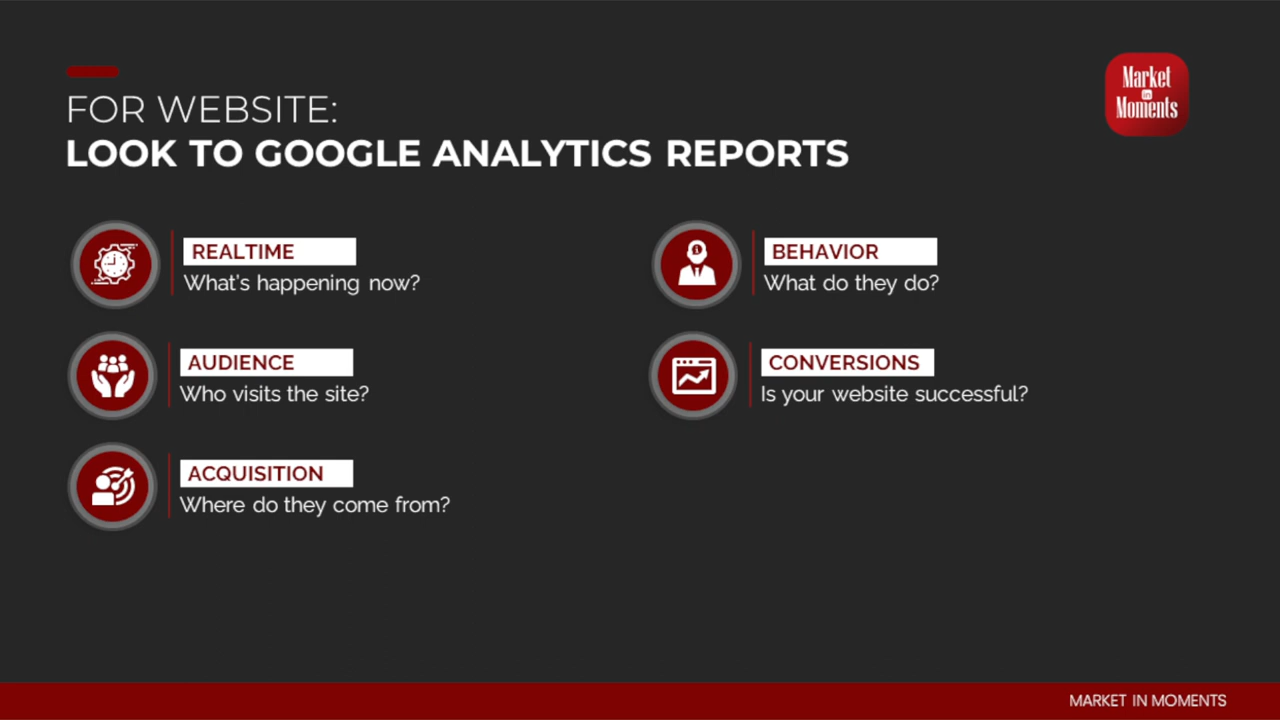 FOR WEBSITE:
LOOK TO GOOGLE ANALYTICS REPORTS
Market
in
Moments
REALTIME
What's happening now?
AUDIENCE
Who visits the site?
ACQUISITION
Where do they come from?
BEHAVIOR
What do they do?
CONVERSIONS
Is your website successful?
MARKET IN MOMENTS